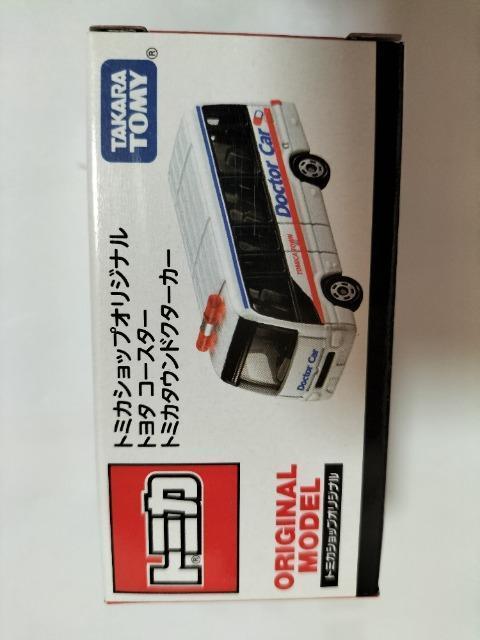 TAKARA
TOMY®
トミカショップオリジナル
トヨタ コースター
トミカタウンドクターカー
Doctor Car
TOMICA TOWN
Doctor Car
トミカ®
ORIGINAL
MODEL
トミカショップオリジナル